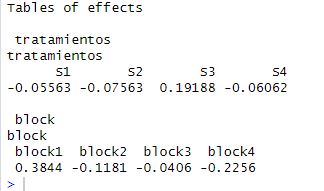 Tables of effects
tratamientos
tratamientos
S1 S2 S3 S4
-0.05563 -0.07563 0.19188 -0.06062
block
block
block1 block2 block3 block4
0.3844 -0.1181 -0.0406 -0.2256
>